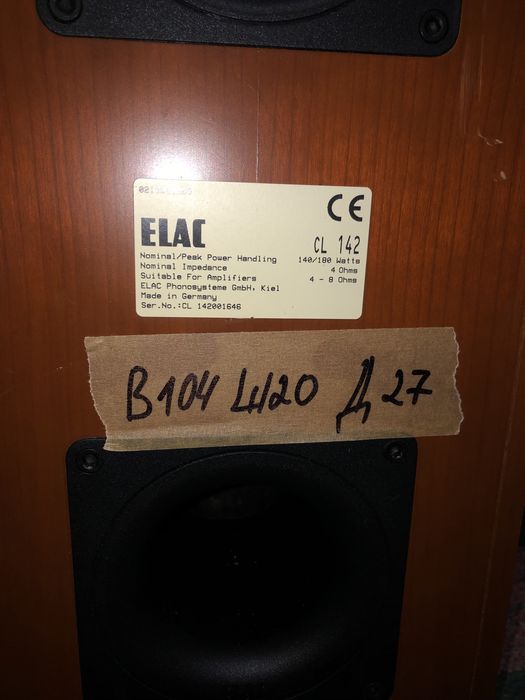 CE
ELAC
CL 142
Nominal/Peak Power Handling 140/180 Watts
Nominal Impedance 4 Ohms
Suitable For Amplifiers 4 - 8 Ohms
ELAC Phonosysteme GmbH, Kiel
Made in Germany
Ser.No.:CL 142001646
В104 Ш20 Д27